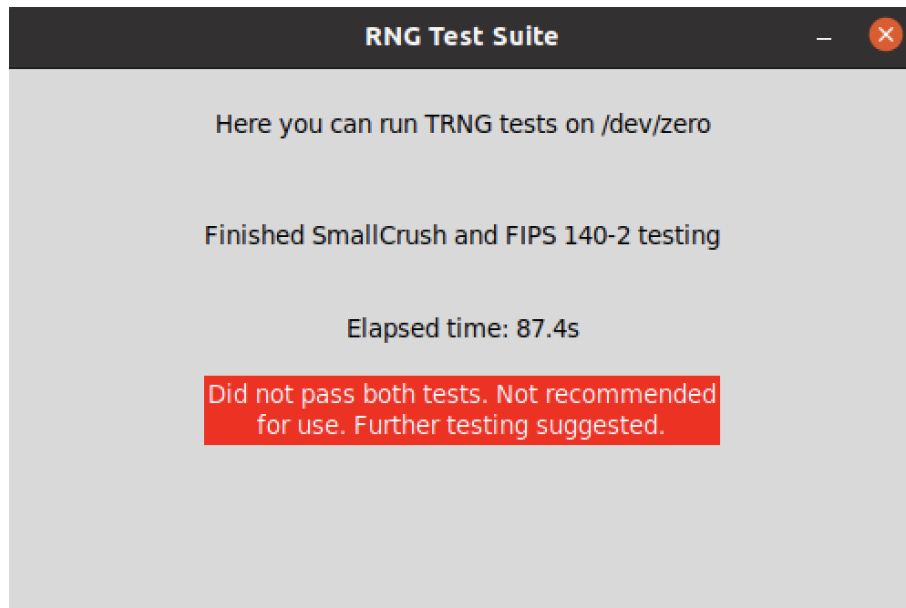 RNG Test Suite
Here you can run TRNG tests on /dev/zero
Finished SmallCrush and FIPS 140-2 testing
Elapsed time: 87.4s
Did not pass both tests. Not recommended
for use. Further testing suggested.